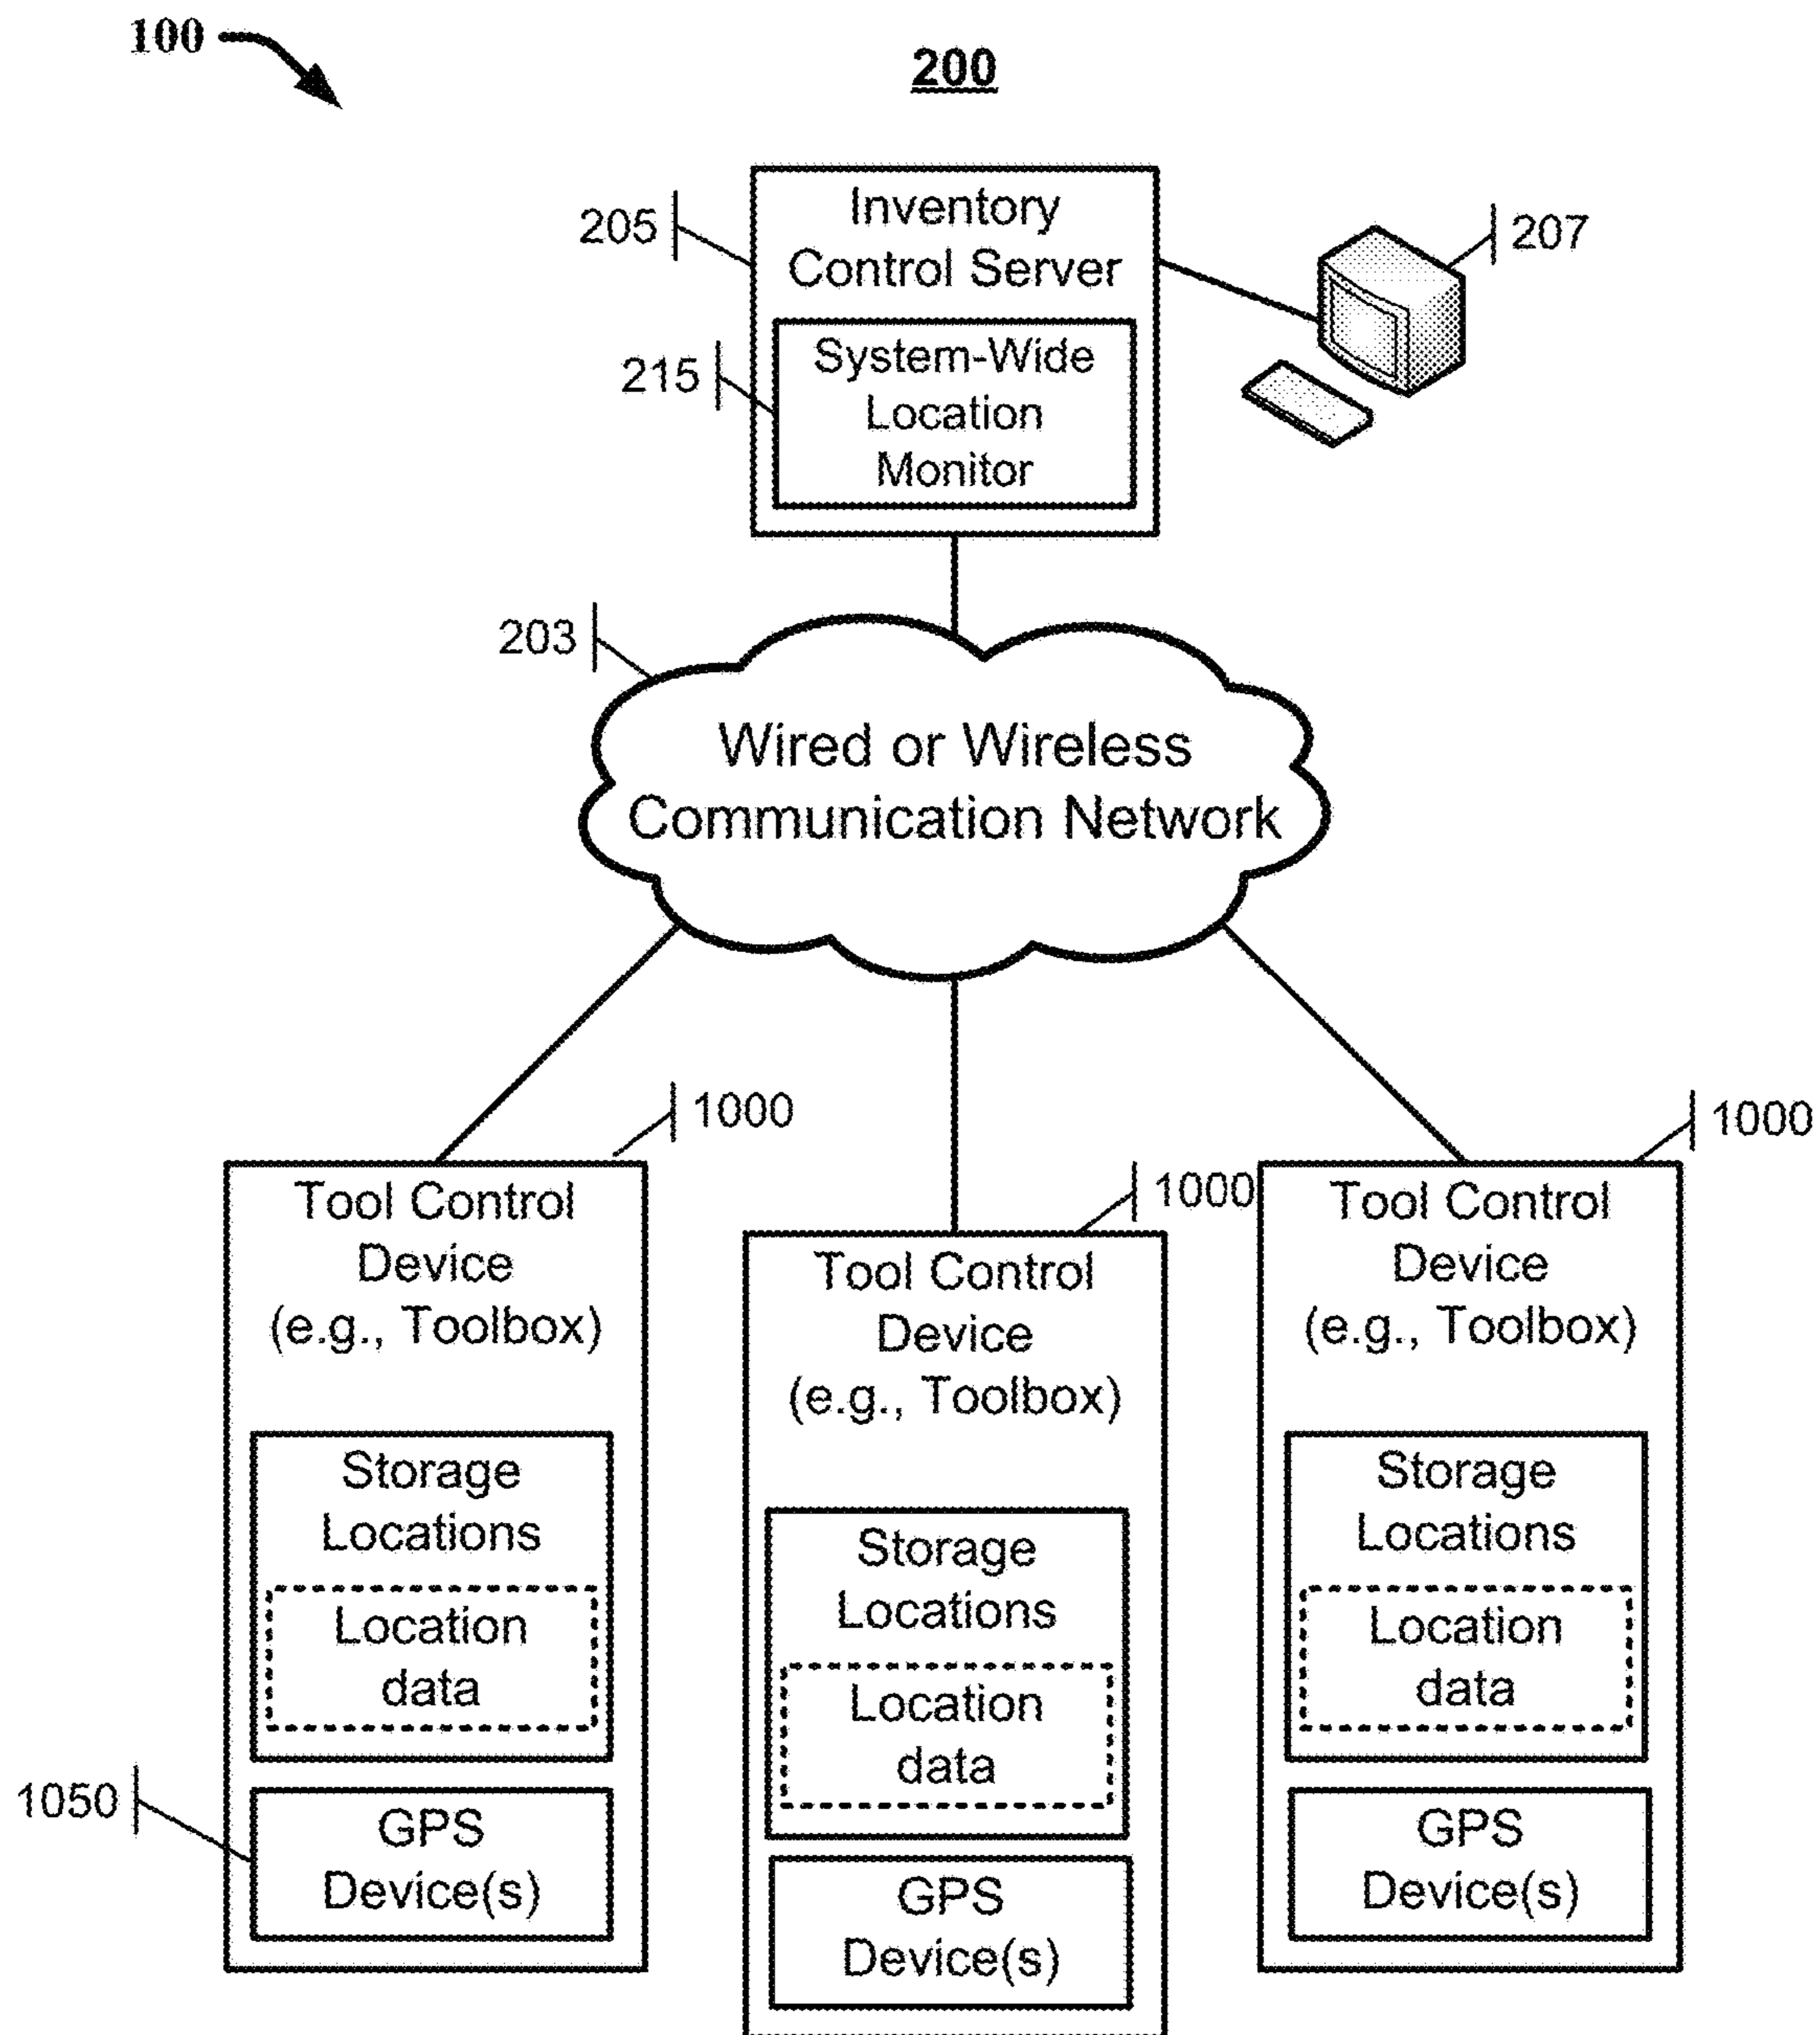 100
200
205
Inventory
Control Server
207
215
System-Wide
Location
Monitor
203
Wired or Wireless
Communication Network
1000
Tool Control
Device
(e.g., Toolbox)
Storage
Locations
Location
data
1050
GPS
Device(s)
1000
Tool Control
Device
(e.g., Toolbox)
Storage
Locations
Location
data
GPS
Device(s)
1000
Tool Control
Device
(e.g., Toolbox)
Storage
Locations
Location
data
GPS
Device(s)